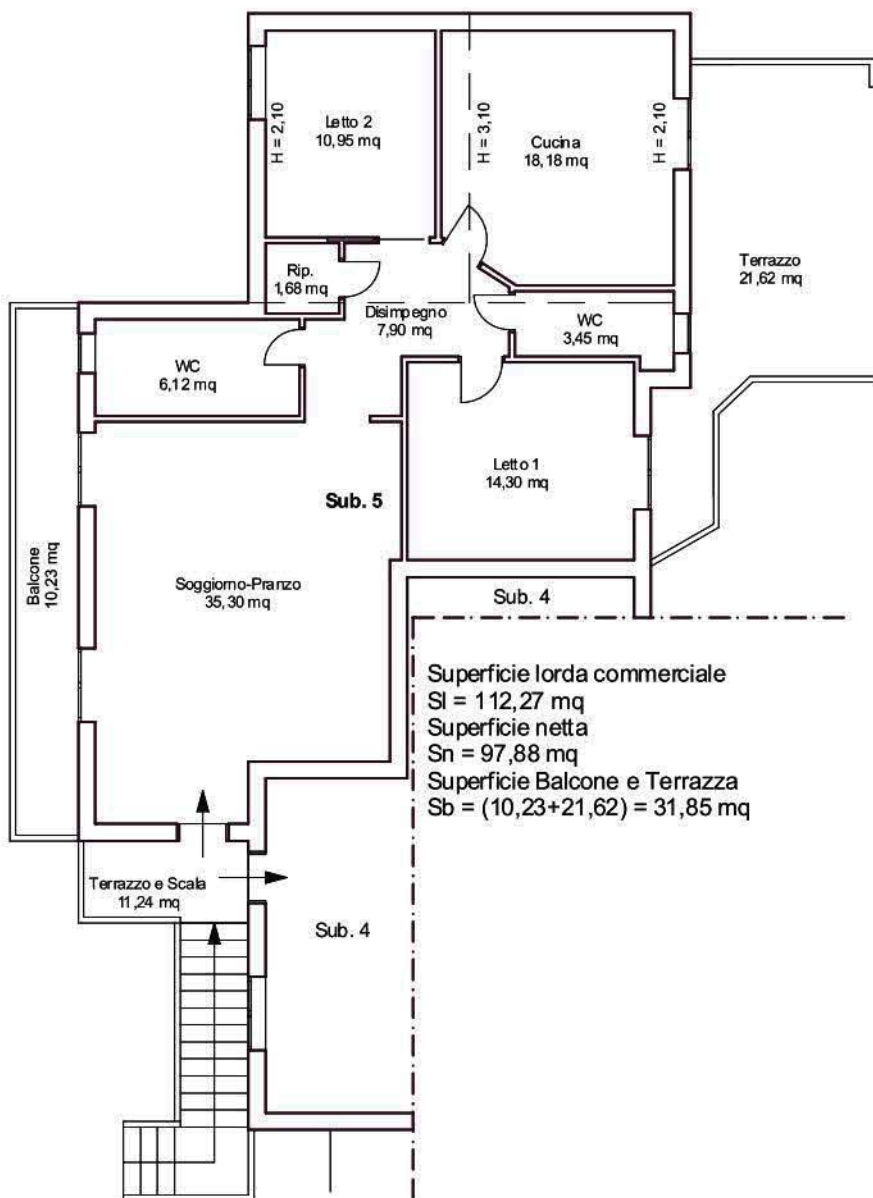 Letto 2
10,95 mq
H = 2,10
H = 3,10
Cucina
18,18 mq
H = 2,10
Terrazzo
21,62 mq
Rip.
1,68 mq
Disimpegno
7,90 mq
WC
3,45 mq
WC
6,12 mq
Letto 1
14,30 mq
Sub. 5
Balcone
10,23 mq
Soggiorno-Pranzo
35,30 mq
Sub. 4
Superficie lorda commerciale
Sl = 112,27 mq
Superficie netta
Sn = 97,88 mq
Superficie Balcone e Terrazza
Sb = (10,23+21,62) = 31,85 mq
Terrazzo e Scala
11,24 mq
Sub. 4